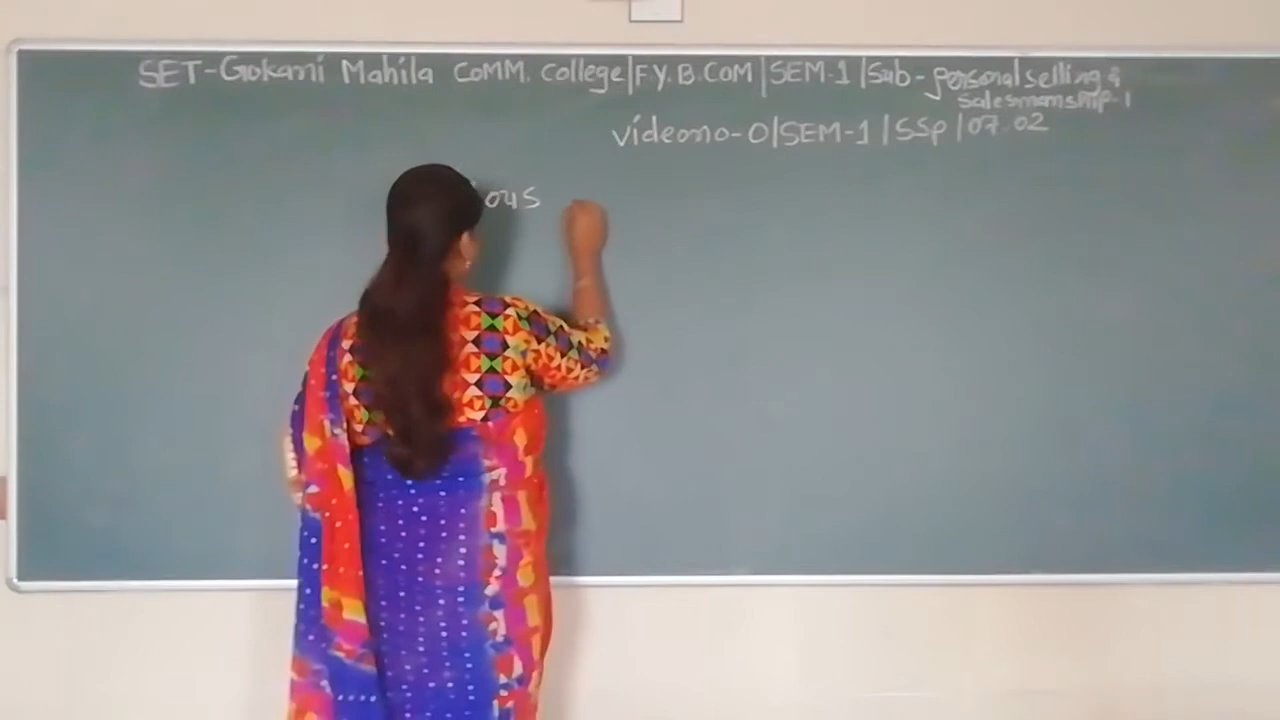 SET-Gokani Mahila COMM. College|F.Y.B.COM|SEM-1|Sub-personal selling &
Salesmanship-1
videono-01SEM-1|SSp|07.02
ous